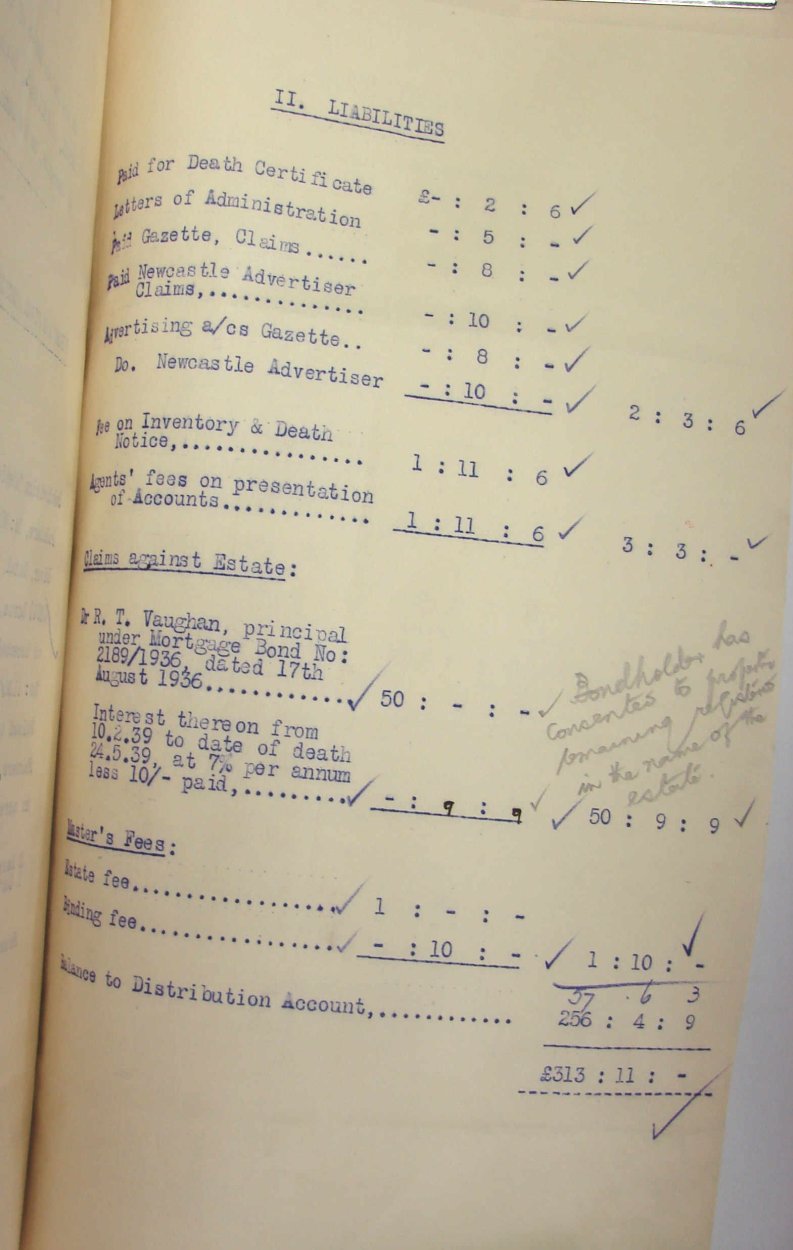 II. LIABILITIES
Paid for Death Certificate £- : 2 : 6 ✓
Letters of Administration - : 5 : - ✓
Paid Gazette, Claims...... - : 8 : - ✓
Paid Newcastle Advertiser
Claims,.............. - : 10 : - ✓
Advertising a/cs Gazette.. - : 8 : - ✓
Do. Newcastle Advertiser - : 10 : - ✓ 2 : 3 : 6 ✓
Fee on Inventory & Death
Notice,................ 1 : 11 : 6 ✓
Agents' fees on presentation
of Accounts............. 1 : 11 : 6 ✓ 3 : 3 : - ✓
Claims against Estate:
Dr R. T. Vaughan, principal
under Mortgage Bond No:
2189/1936, dated 17th
August 1936............✓ 50 : - : - ✓
Bondholder has
consented to property
remaining registered
in the name of the
estate.
Interest thereon from
10.2.39 to date of death
24.5.39, at 7% per annum
less 10/- paid,.........✓ - : 9 : 9 ✓ ✓ 50 : 9 : 9 ✓
Master's Fees:
Estate fee..................✓ 1 : - : -
Binding fee.................✓ - : 10 : - ✓ 1 : 10 : - ✓
57 . 6 3
Balance to Distribution Account,............ 256 : 4 : 9
£313 : 11 : - ✓